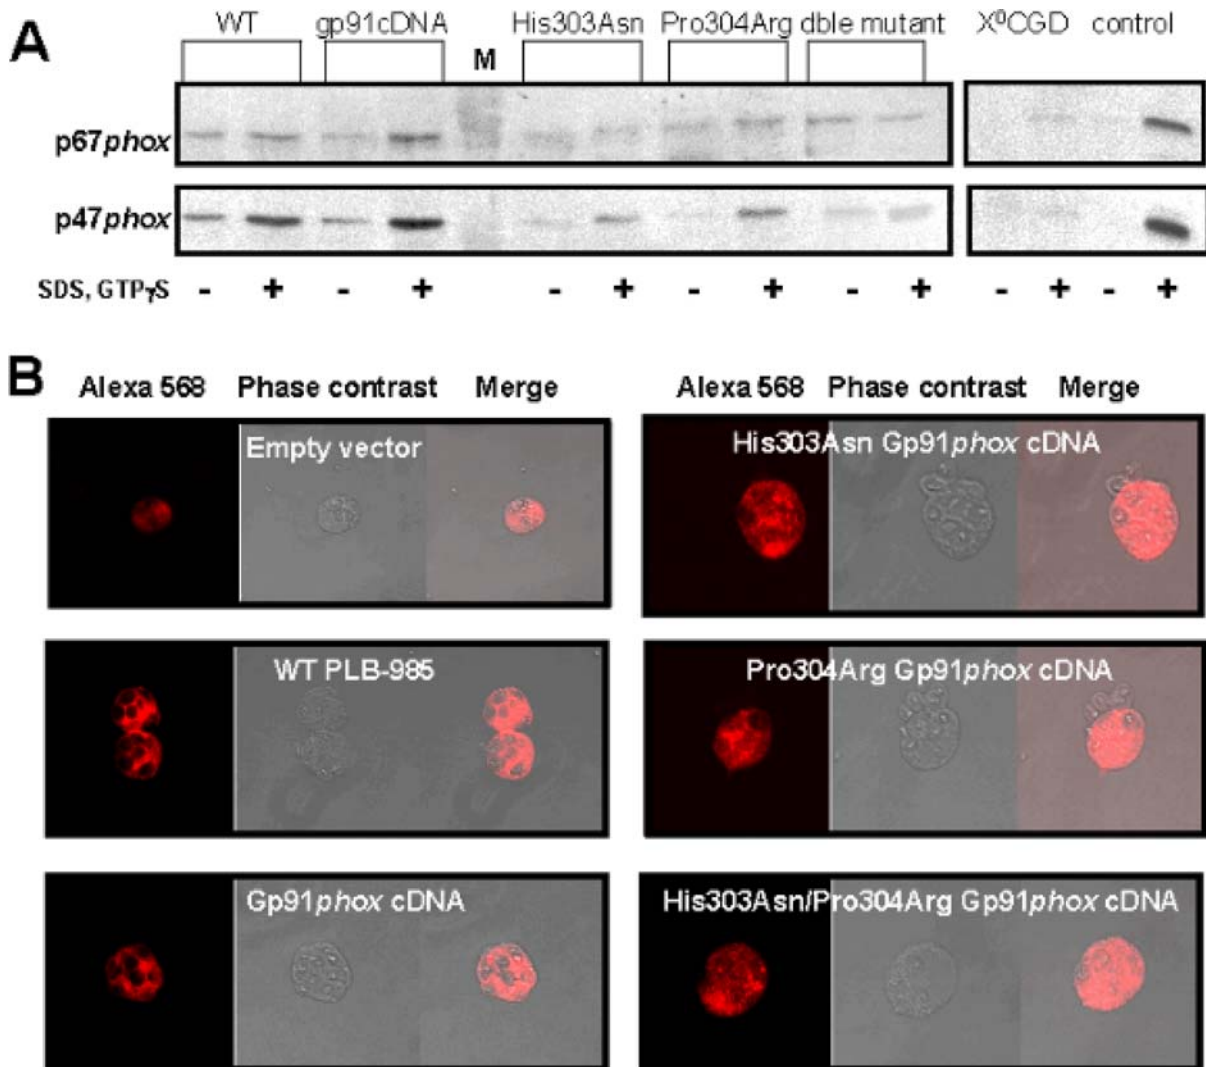 A
WT gp91cDNA M His303Asn Pro304Arg dble mutant X⁰CGD control
p67phox
p47phox
SDS, GTPγS - + - + - + - + - + - + - +
B
Alexa 568 Phase contrast Merge
Empty vector
WT PLB-985
Gp91phox cDNA
Alexa 568 Phase contrast Merge
His303Asn Gp91phox cDNA
Pro304Arg Gp91phox cDNA
His303Asn/Pro304Arg Gp91phox cDNA